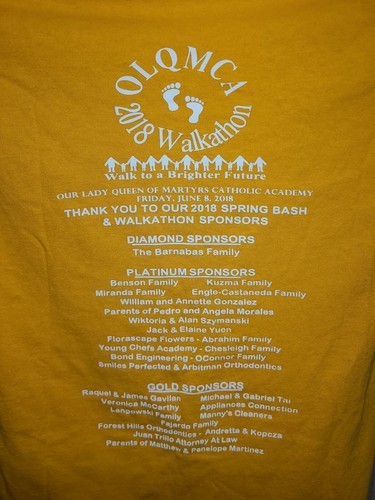 OLQMCA
2018 Walkathon
Walk to a Brighter Future
OUR LADY QUEEN OF MARTYRS CATHOLIC ACADEMY
FRIDAY, JUNE 8, 2018
THANK YOU TO OUR 2018 SPRING BASH
& WALKATHON SPONSORS
DIAMOND SPONSORS
The Barnabas Family
PLATINUM SPONSORS
Benson Family Kuzma Family
Miranda Family Engle-Castaneda Family
William and Annette Gonzalez
Parents of Pedro and Angela Morales
Wiktoria & Alan Szymanski
Jack & Elaine Yuen
Florascape Flowers - Abrahim Family
Young Chefs Academy - Chesleigh Family
Bond Engineering - OConnor Family
Smiles Perfected & Arbitman Orthodontics
GOLD SPONSORS
Raquel & James Gavilan Michael & Gabriel Tai
Veronica McCarthy Appliances Connection
Langowski Family Manny's Cleaners
Fajardo Family
Forest Hills Orthodontics - Andretta & Kopcza
Juan Trillo Attorney At Law
Parents of Matthew & Penelope Martinez